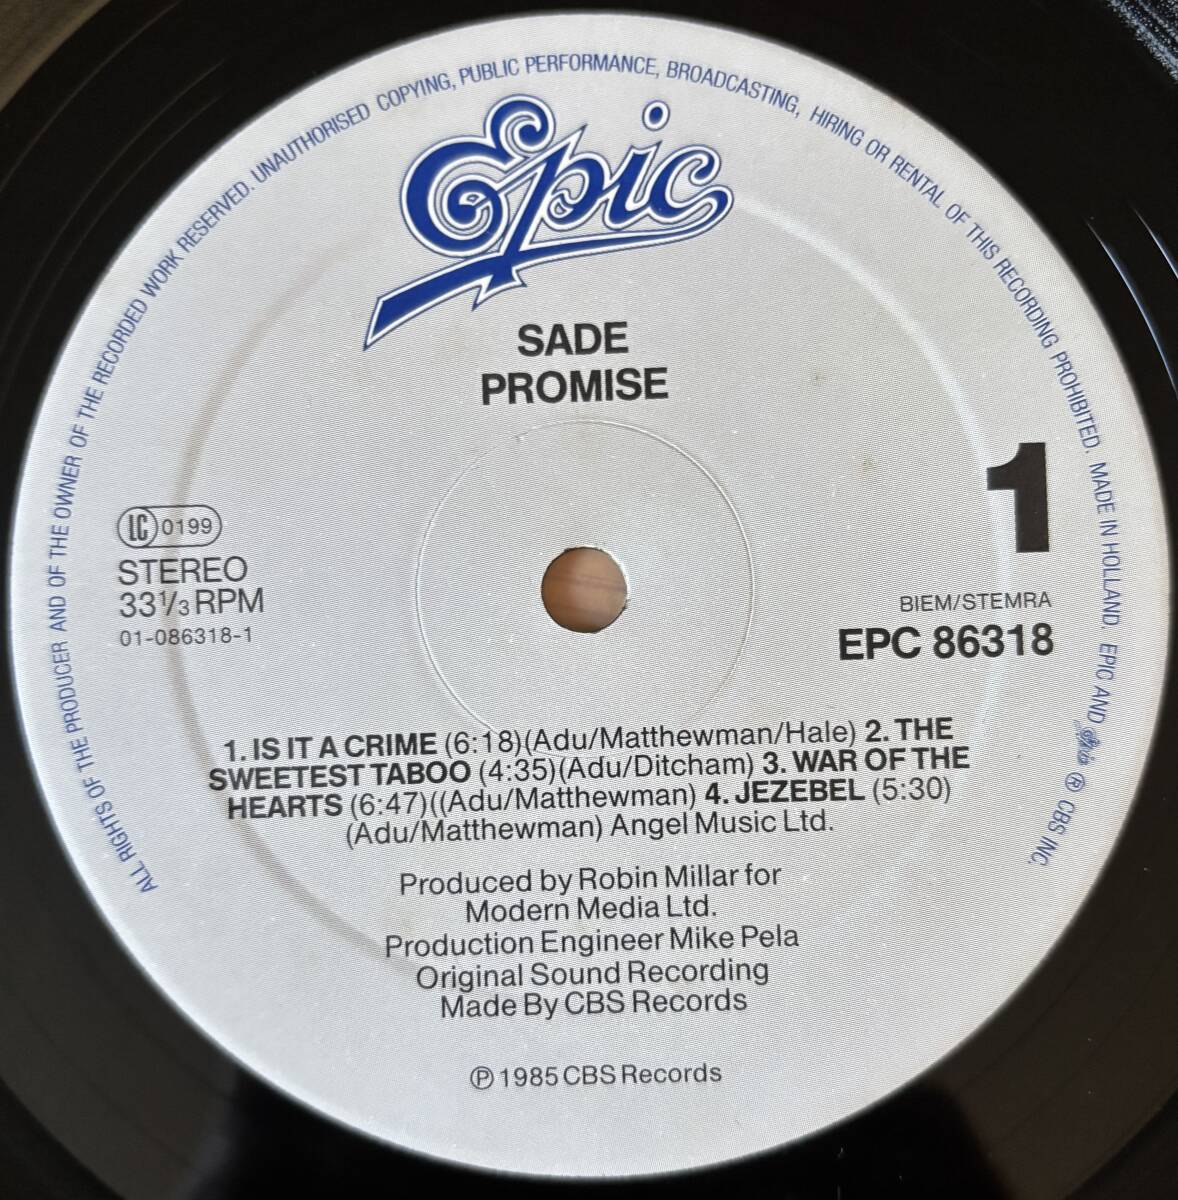 ALL RIGHTS OF THE PRODUCER AND OF THE OWNER OF THE RECORDED WORK RESERVED. UNAUTHORISED COPYING, PUBLIC PERFORMANCE, BROADCASTING, HIRING OR RENTAL OF THIS RECORDING PROHIBITED. MADE IN HOLLAND. EPIC AND Epic ® CBS INC.
Epic
SADE
PROMISE
1
LC 0199
STEREO
33 1/3 RPM
01-086318-1
BIEM/STEMRA
EPC 86318
1. IS IT A CRIME (6:18)(Adu/Matthewman/Hale) 2. THE
SWEETEST TABOO (4:35)(Adu/Ditcham) 3. WAR OF THE
HEARTS (6:47)((Adu/Matthewman) 4. JEZEBEL (5:30)
(Adu/Matthewman) Angel Music Ltd.
Produced by Robin Millar for
Modern Media Ltd.
Production Engineer Mike Pela
Original Sound Recording
Made By CBS Records
℗ 1985 CBS Records